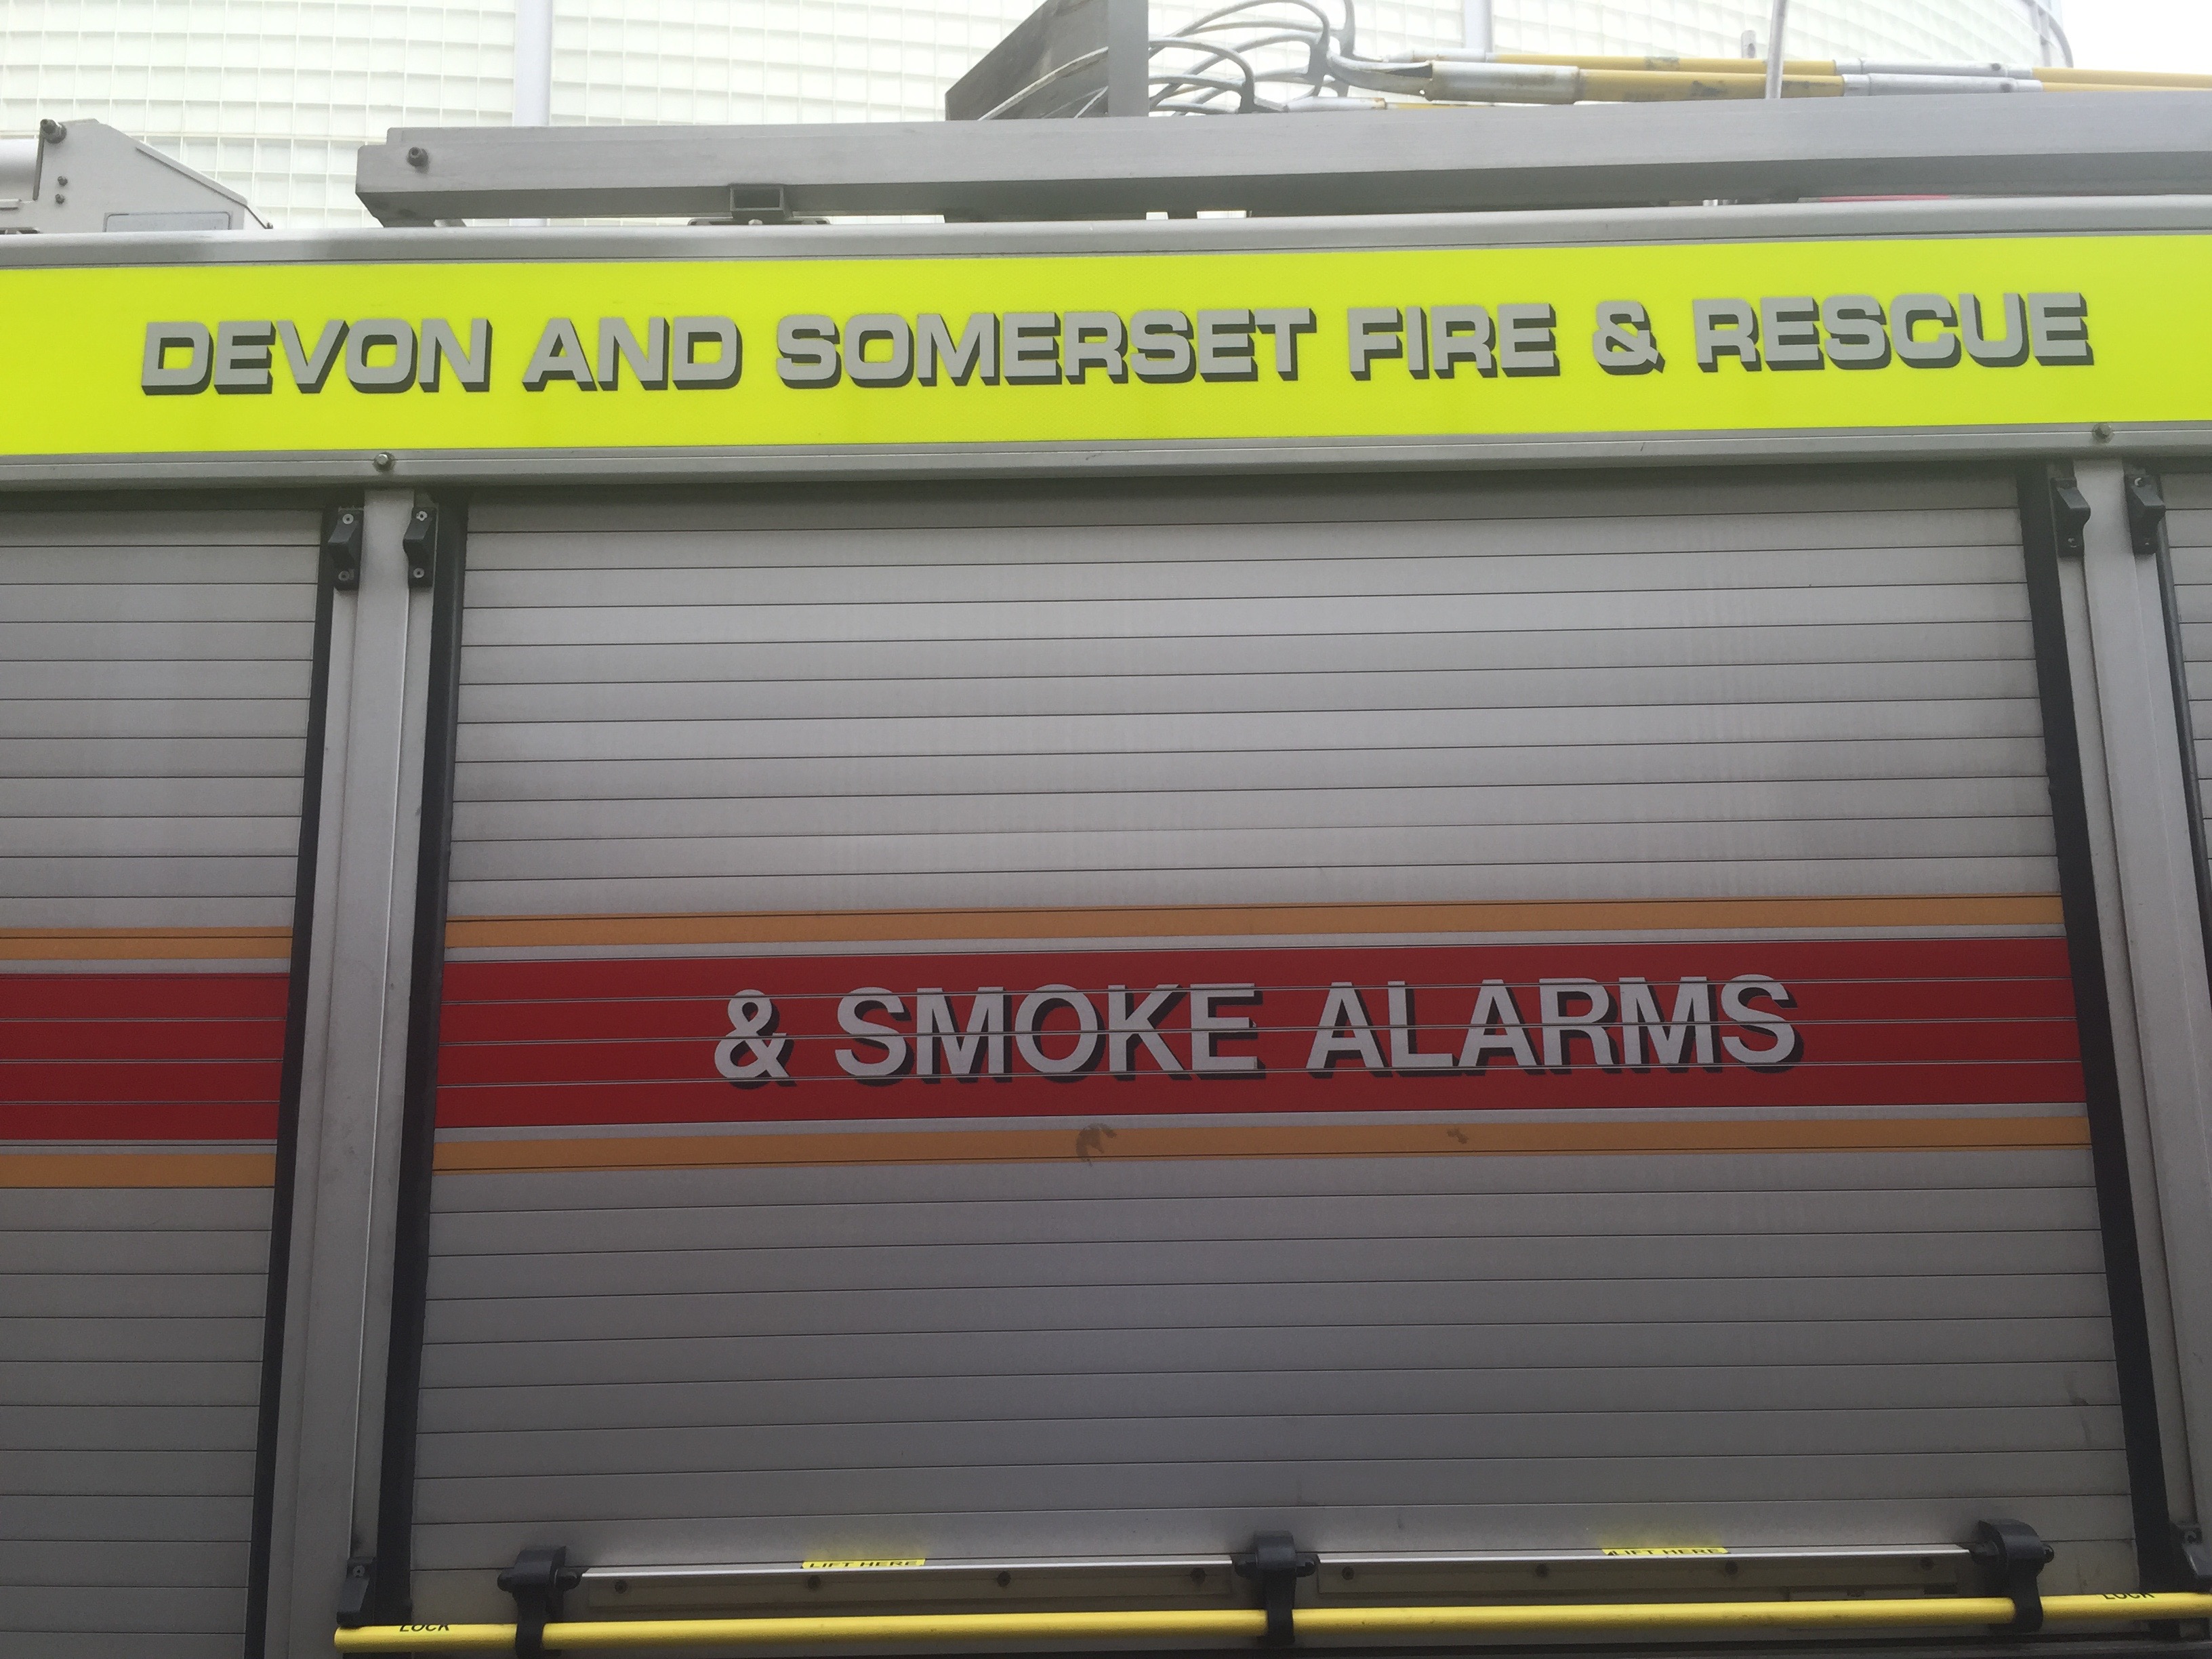 DEVON AND SOMERSET FIRE & RESCUE
& SMOKE ALARMS
LIFT HERE
LIFT HERE
LOCK
LOCK